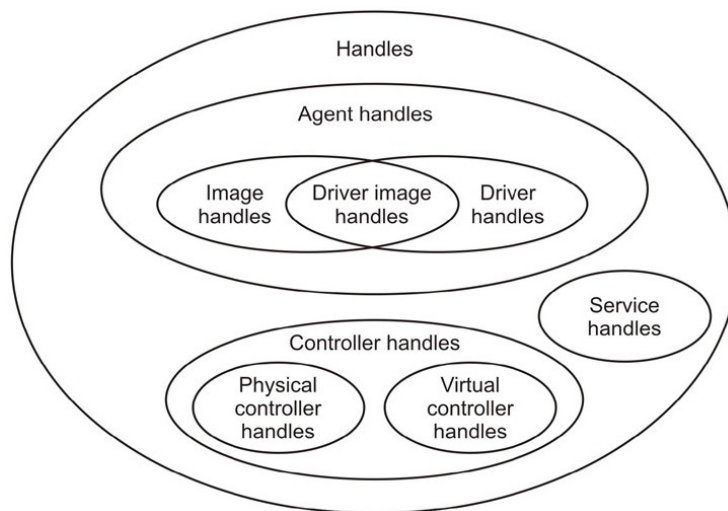 Handles
Agent handles
Image
handles
Driver image
handles
Driver
handles
Service
handles
Controller handles
Physical
controller
handles
Virtual
controller
handles